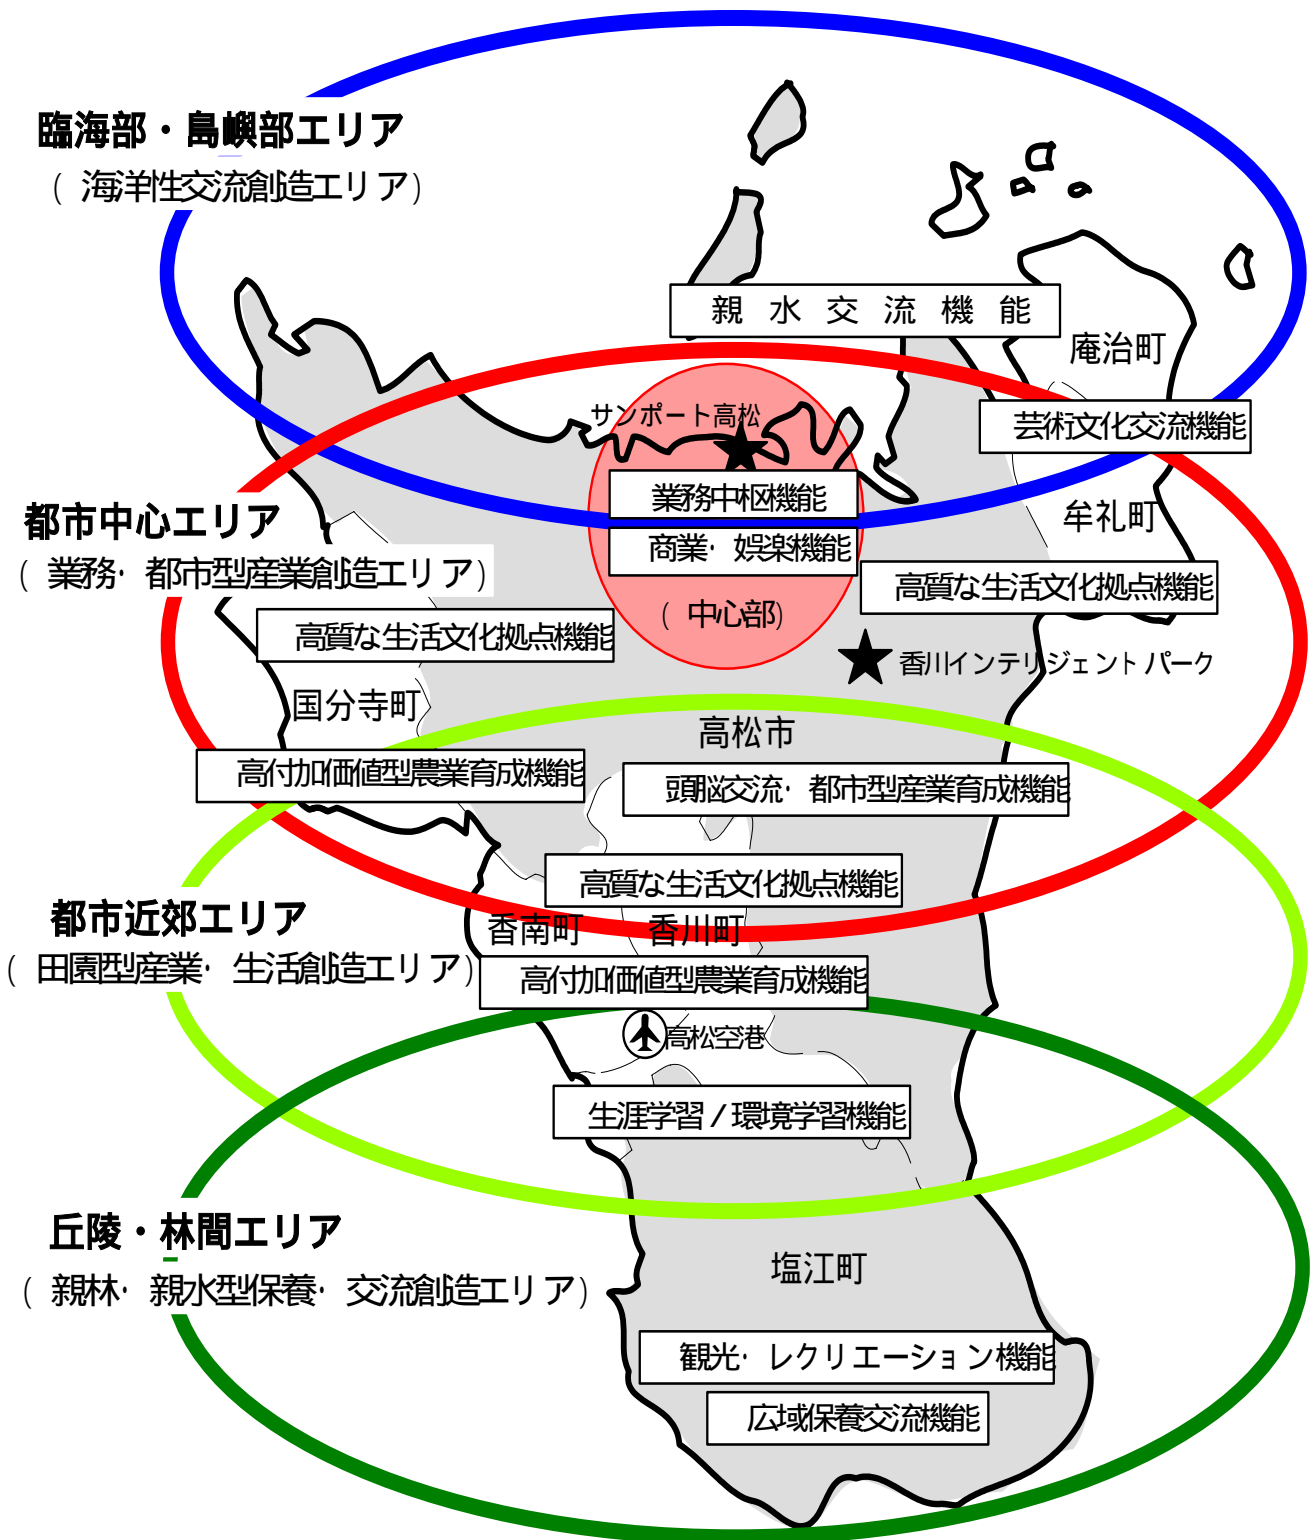 臨海部・島嶼部エリア
(海洋性交流創造エリア)
親水交流機能
庵治町
サンポート高松
芸術文化交流機能
業務中枢機能
都市中心エリア
牟礼町
商業・娯楽機能
(業務・都市型産業創造エリア)
高質な生活文化拠点機能
(中心部)
高質な生活文化拠点機能
香川インテリジェントパーク
国分寺町
高松市
高付加価値型農業育成機能
頭脳交流・都市型産業育成機能
高質な生活文化拠点機能
都市近郊エリア
香南町
香川町
(田園型産業・生活創造エリア)
高付加価値型農業育成機能
高松空港
生涯学習/環境学習機能
丘陵・林間エリア
塩江町
(親林・親水型保養・交流創造エリア)
観光・レクリエーション機能
広域保養交流機能